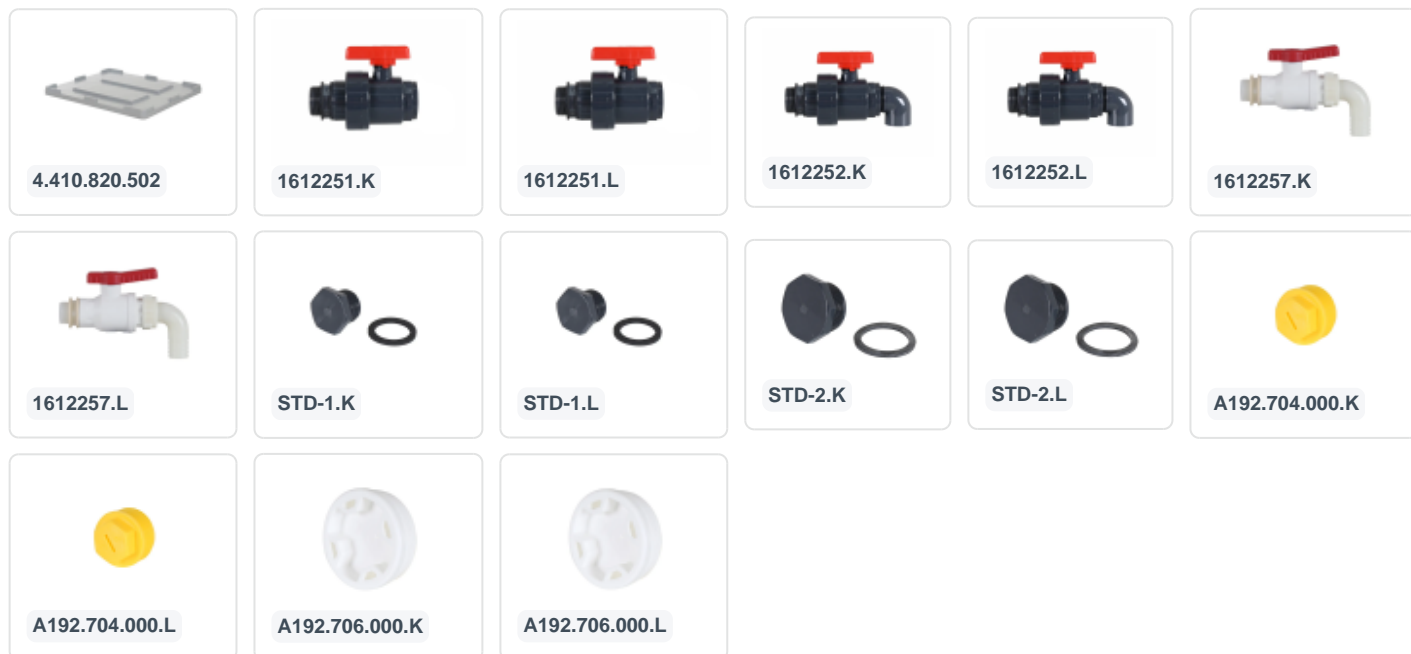 4.410.820.502
1612251.K
1612251.L
1612252.K
1612252.L
1612257.K
1612257.L
STD-1.K
STD-1.L
STD-2.K
STD-2.L
A192.704.000.K
A192.704.000.L
A192.706.000.K
A192.706.000.L